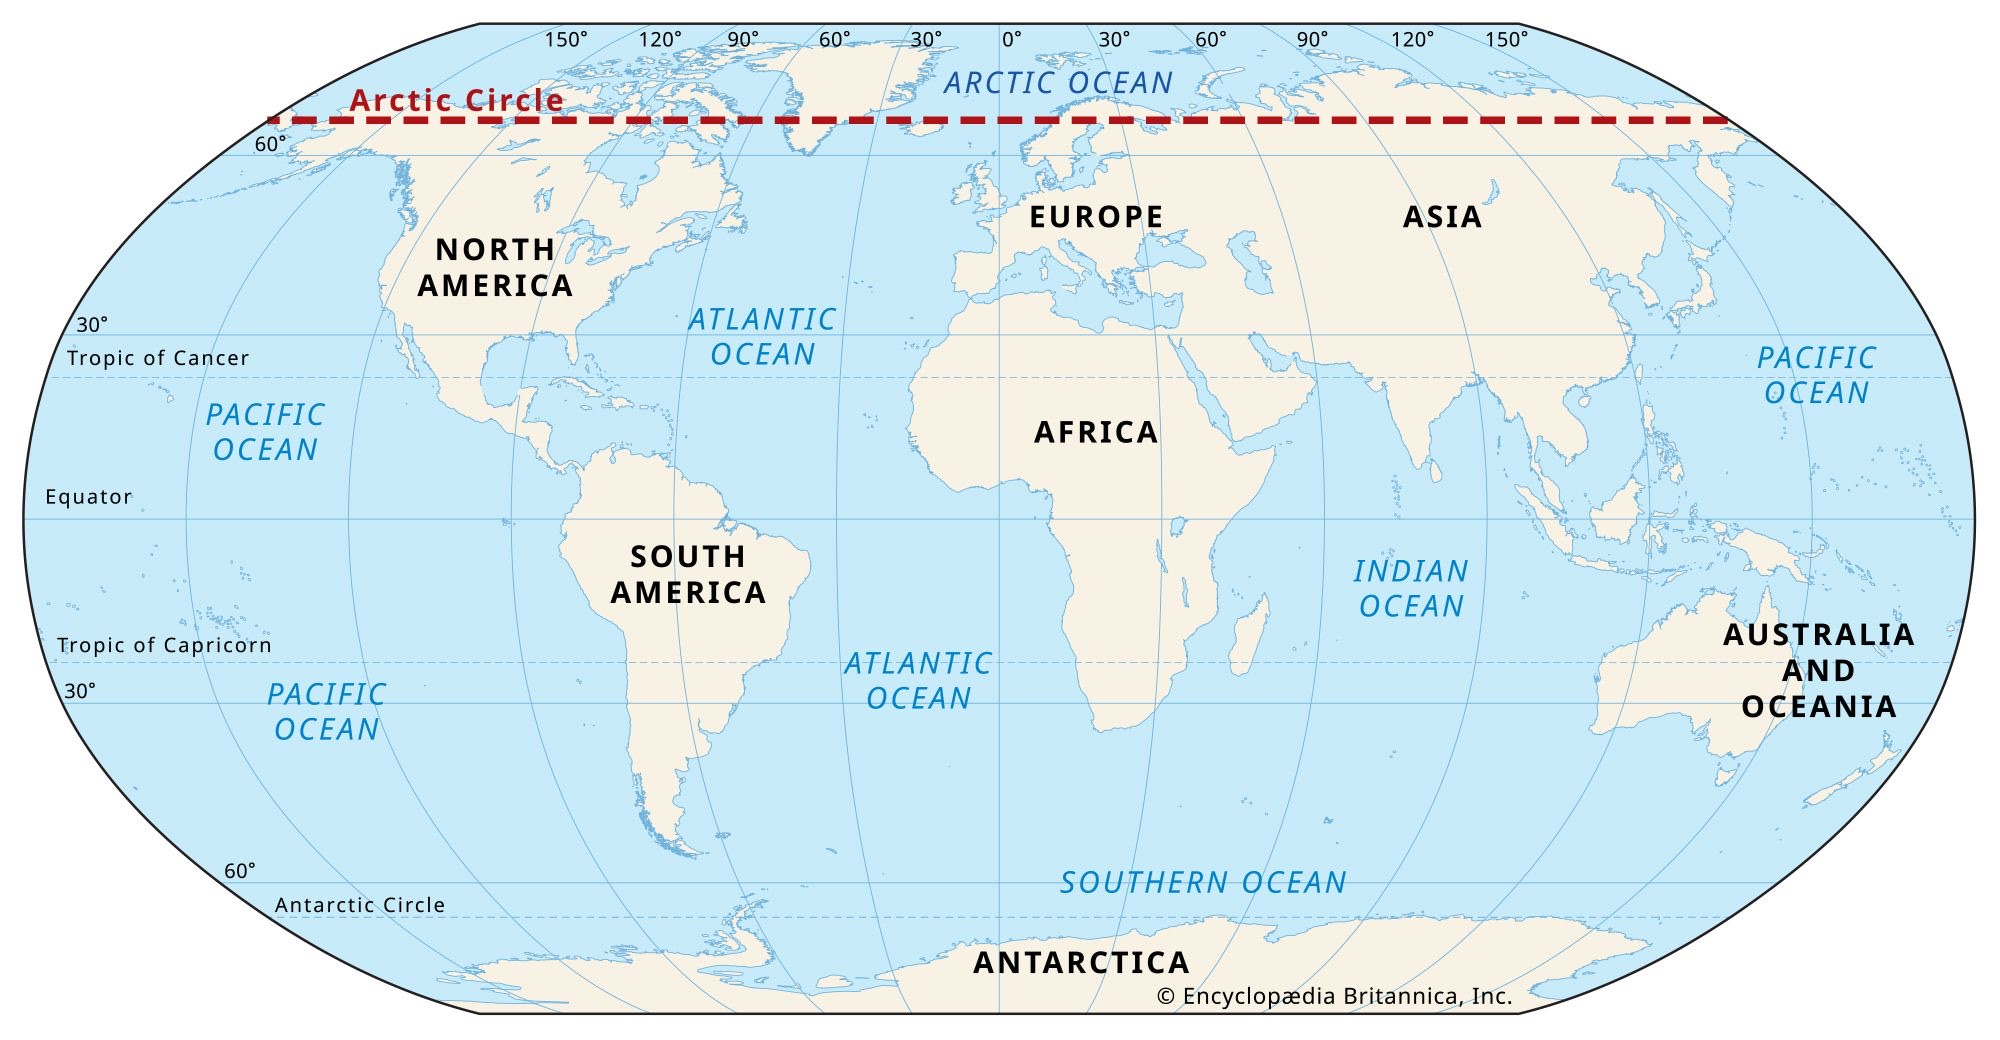 150° 120° 90° 60° 30° 0° 30° 60° 90° 120° 150°
ARCTIC OCEAN
Arctic Circle
60°
EUROPE
ASIA
NORTH
AMERICA
ATLANTIC
OCEAN
30°
Tropic of Cancer
PACIFIC
OCEAN
PACIFIC
OCEAN
AFRICA
Equator
SOUTH
AMERICA
INDIAN
OCEAN
Tropic of Capricorn
AUSTRALIA
AND
OCEANIA
ATLANTIC
OCEAN
30°
PACIFIC
OCEAN
60°
SOUTHERN OCEAN
Antarctic Circle
ANTARCTICA
© Encyclopædia Britannica, Inc.